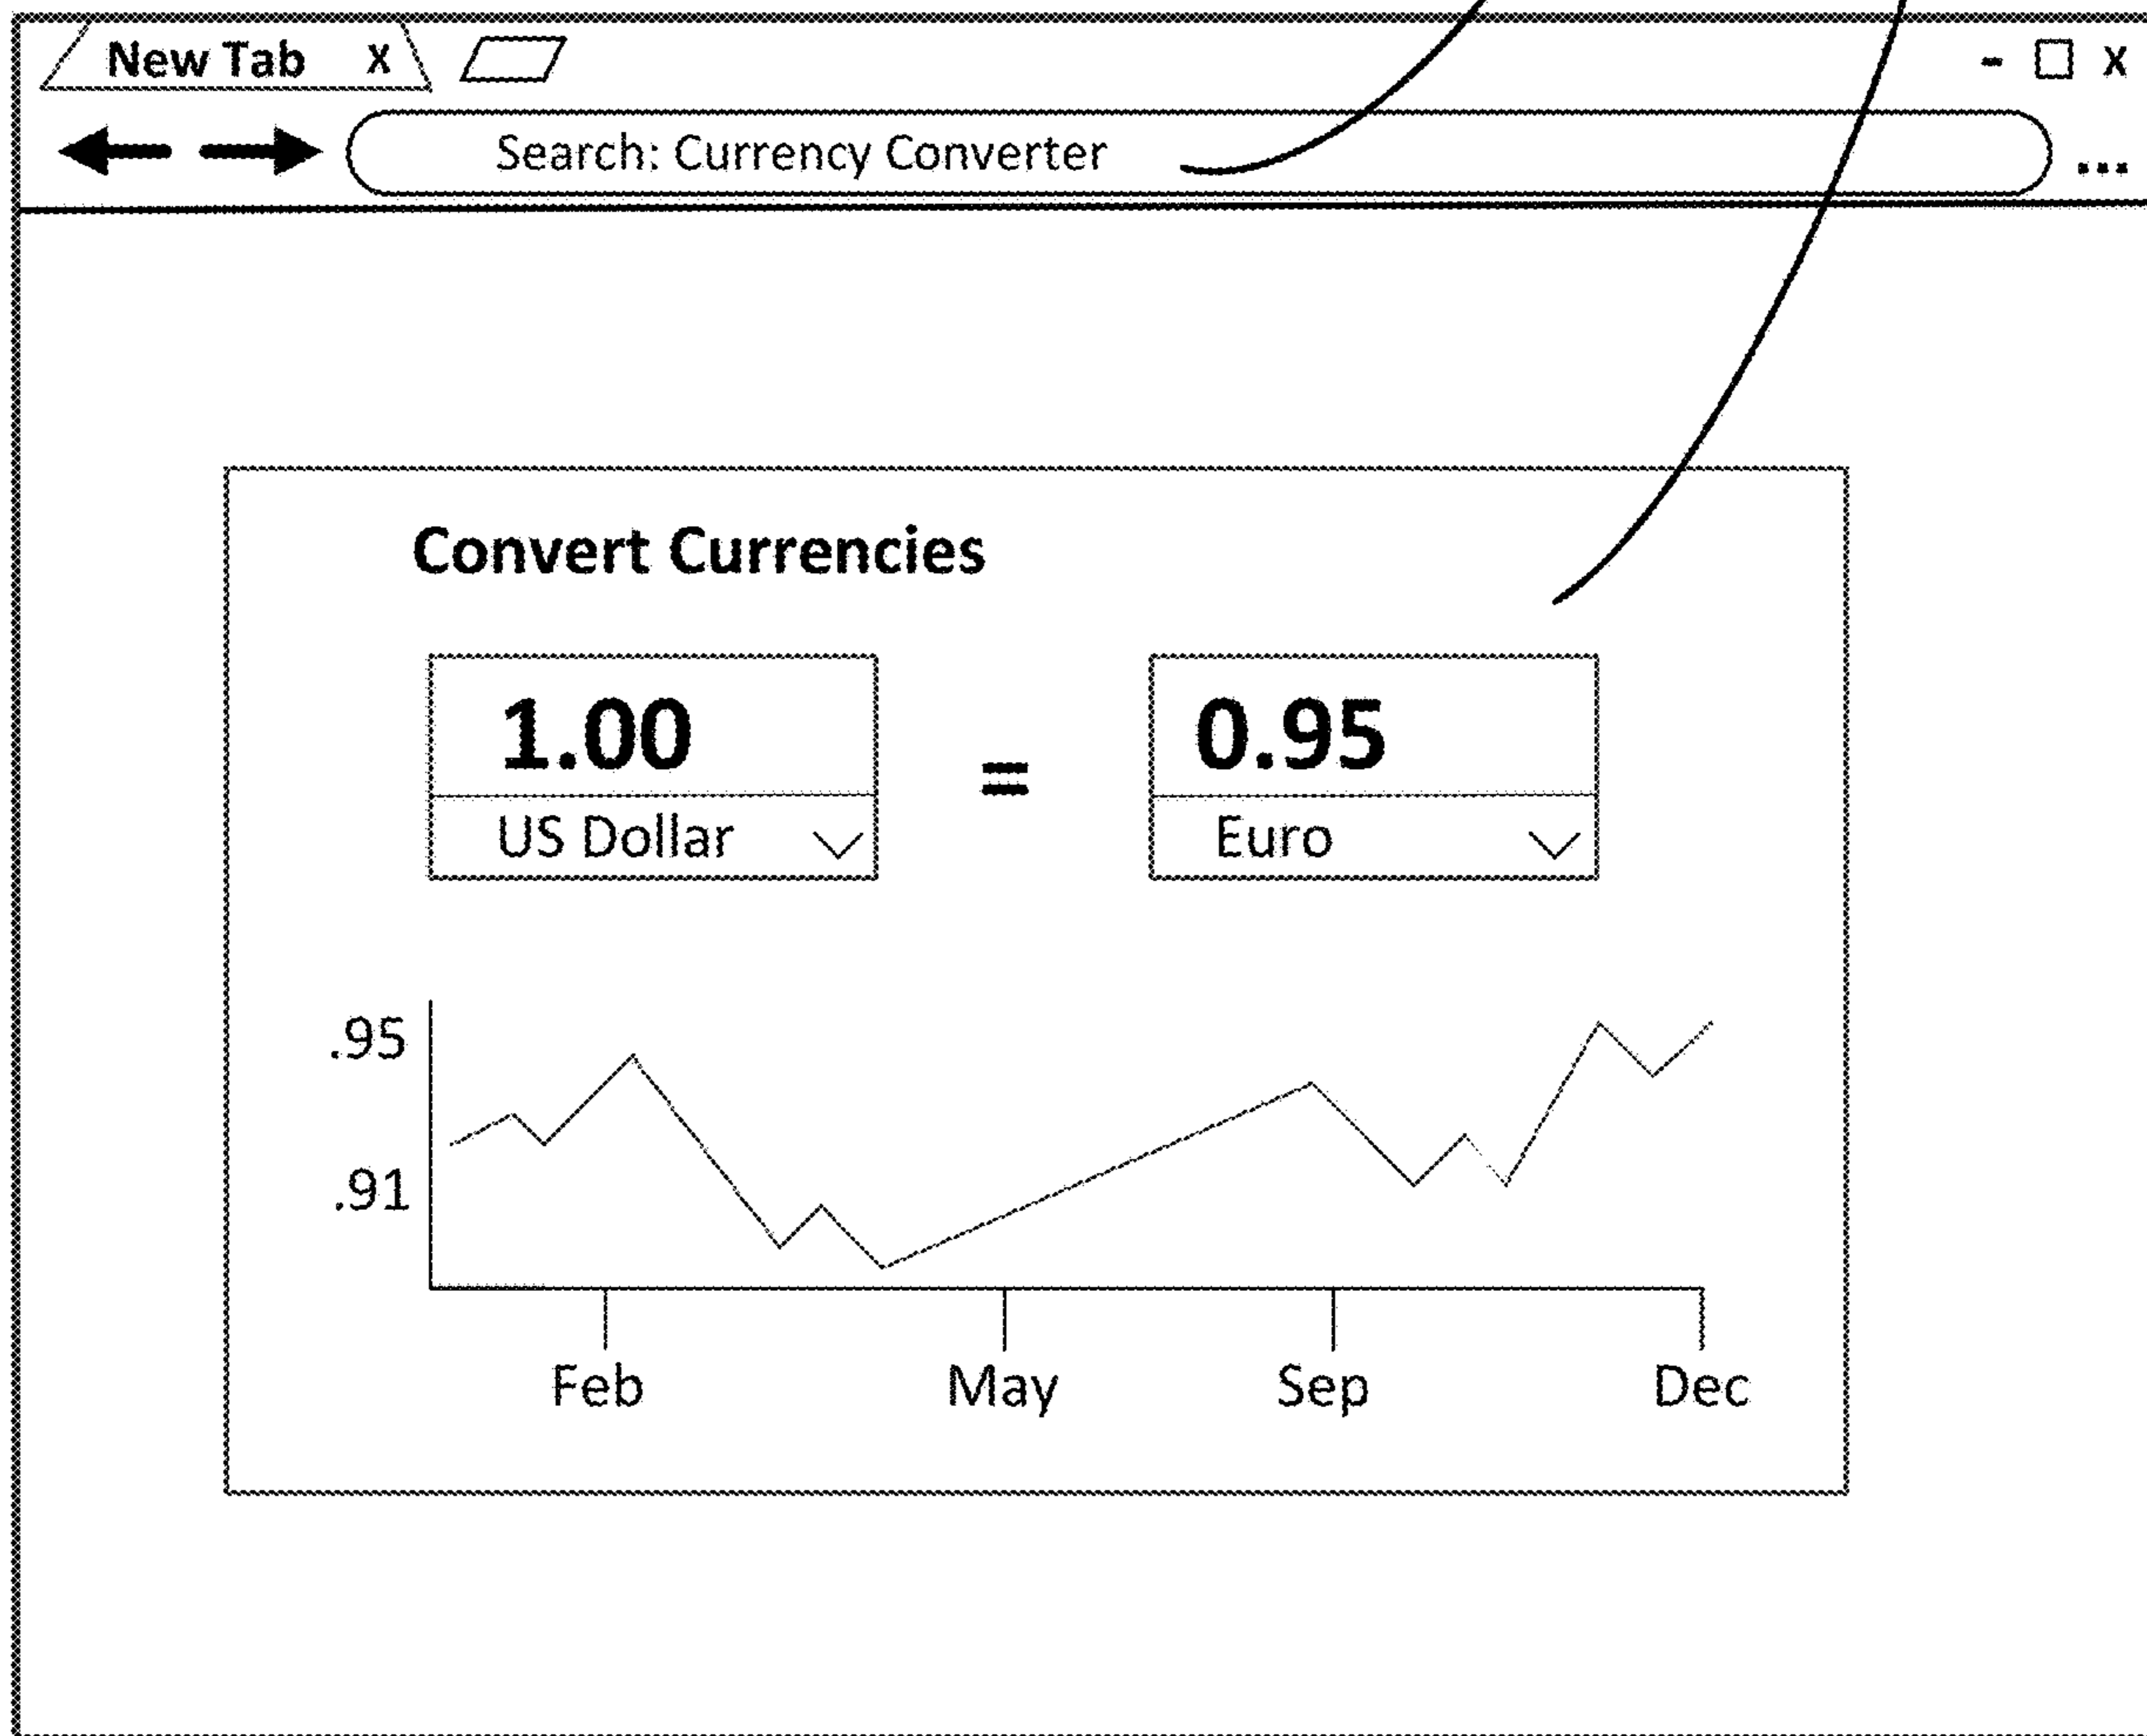 New Tab X - X
Search: Currency Converter ...
Convert Currencies
1.00 = 0.95
US Dollar Euro
.95
.91
Feb May Sep Dec